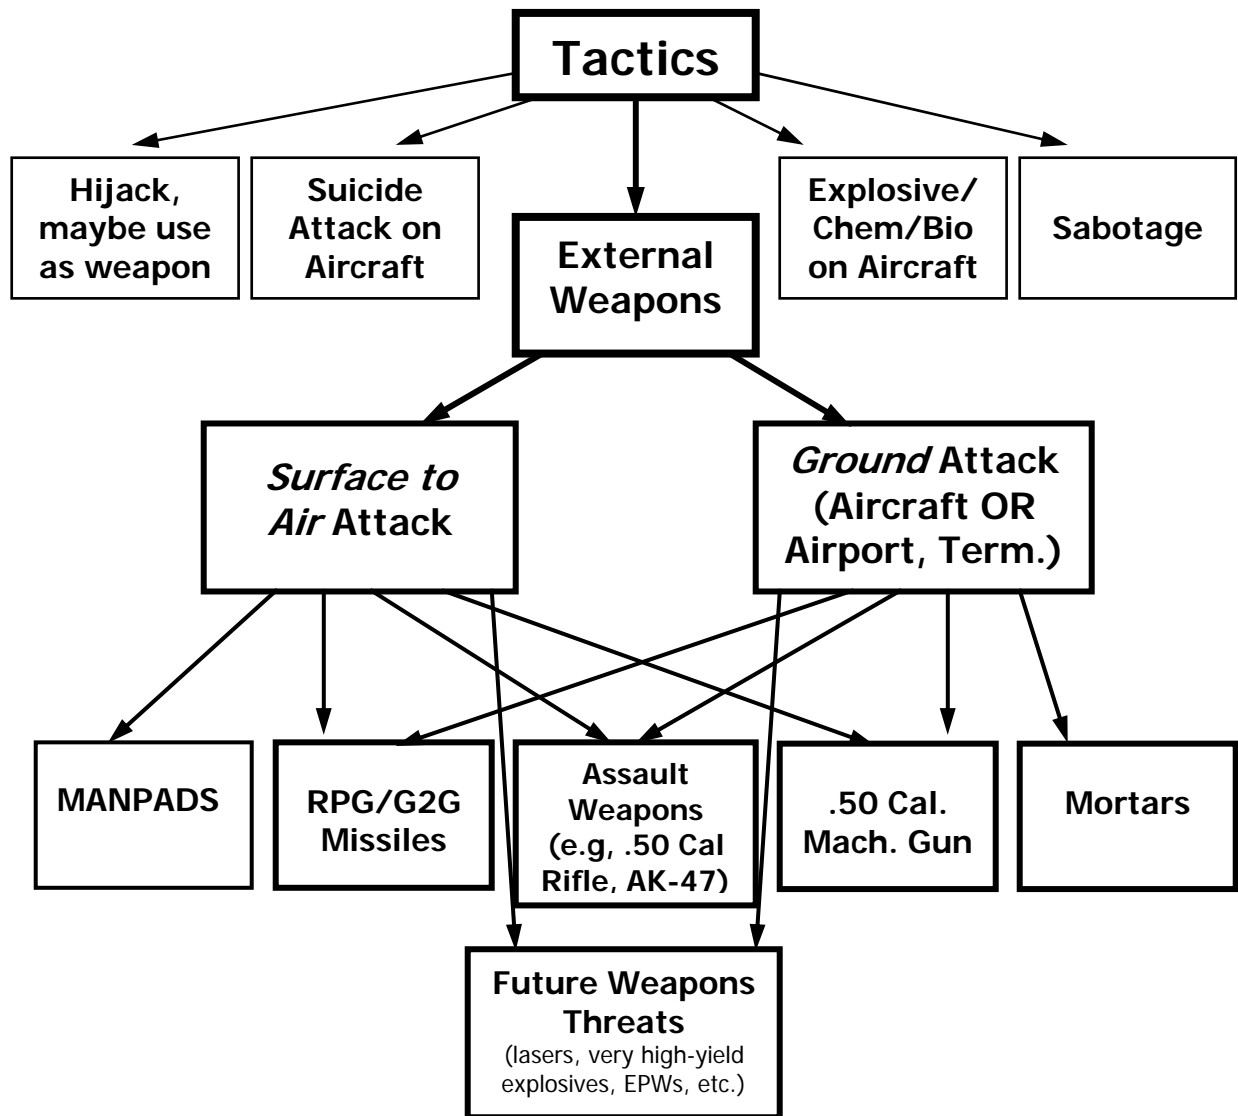 Tactics
Hijack,
maybe use
as weapon
Suicide
Attack on
Aircraft
External
Weapons
Explosive/
Chem/Bio
on Aircraft
Sabotage
Surface to
Air Attack
Ground Attack
(Aircraft OR
Airport, Term.)
MANPADS
RPG/G2G
Missiles
Assault
Weapons
(e.g, .50 Cal
Rifle, AK-47)
.50 Cal.
Mach. Gun
Mortars
Future Weapons
Threats
(lasers, very high-yield
explosives, EPWs, etc.)